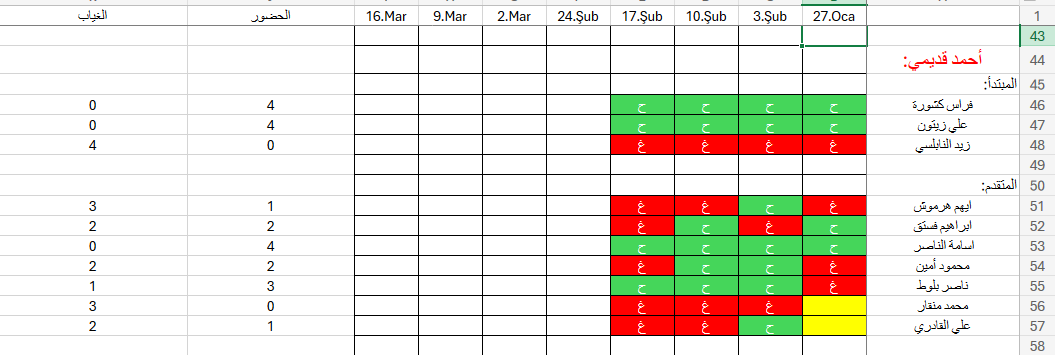 1 27.Oca 3.Şub 10.Şub 17.Şub 24.Şub 2.Mar 9.Mar 16.Mar الحضور الغياب
43
44 أحمد قديمي:
45 المبتدأ:
46 فراس كشورة ح ح ح ح 4 0
47 علي زيتون ح ح ح ح 4 0
48 زيد النابلسي غ غ غ غ 0 4
49
50 المتقدم:
51 ايهم هرموش غ ح غ غ 1 3
52 ابراهيم فستق ح غ ح غ 2 2
53 اسامة الناصر ح ح ح ح 4 0
54 محمود أمين غ ح ح غ 2 2
55 ناصر بلوط غ ح ح ح 3 1
56 محمد منقار غ غ غ 0 3
57 علي القادري ح غ غ 1 2
58